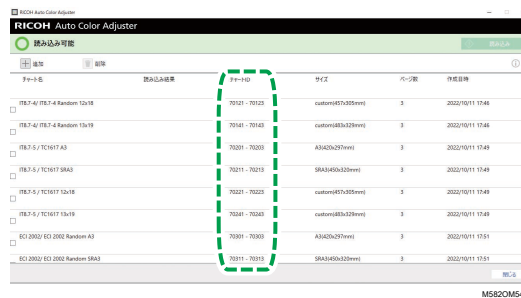 RICOH Auto Color Adjuster
RICOH Auto Color Adjuster
読み込み可能
読み込み
追加 削除
チャート名 読み込み結果 チャートID サイズ ページ数 作成日時
IT8.7-4/ IT8.7-4 Random 12x18 70121 - 70123 custom(457x305mm) 3 2022/10/11 17:46
IT8.7-4/ IT8.7-4 Random 13x19 70141 - 70143 custom(483x329mm) 3 2022/10/11 17:46
IT8.7-5 / TC1617 A3 70201 - 70203 A3(420x297mm) 3 2022/10/11 17:49
IT8.7-5 / TC1617 SRA3 70211 - 70213 SRA3(450x320mm) 3 2022/10/11 17:49
IT8.7-5 / TC1617 12x18 70221 - 70223 custom(457x305mm) 3 2022/10/11 17:49
IT8.7-5 / TC1617 13x19 70241 - 70243 custom(483x329mm) 3 2022/10/11 17:49
ECI 2002/ ECI 2002 Random A3 70301 - 70303 A3(420x297mm) 3 2022/10/11 17:51
ECI 2002/ ECI 2002 Random SRA3 70311 - 70313 SRA3(450x320mm) 3 2022/10/11 17:51
閉じる